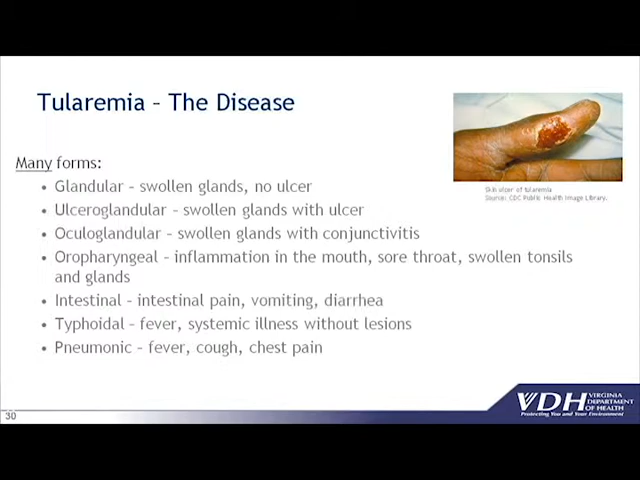 Tularemia – The Disease
Many forms:
• Glandular – swollen glands, no ulcer
• Ulceroglandular – swollen glands with ulcer
• Oculoglandular – swollen glands with conjunctivitis
• Oropharyngeal – inflammation in the mouth, sore throat, swollen tonsils
and glands
• Intestinal – intestinal pain, vomiting, diarrhea
• Typhoidal – fever, systemic illness without lesions
• Pneumonic – fever, cough, chest pain
Skin ulcer of tularemia
Source: CDC Public Health Image Library.
30
VDH VIRGINIA
DEPARTMENT
OF HEALTH
Protecting You and Your Environment